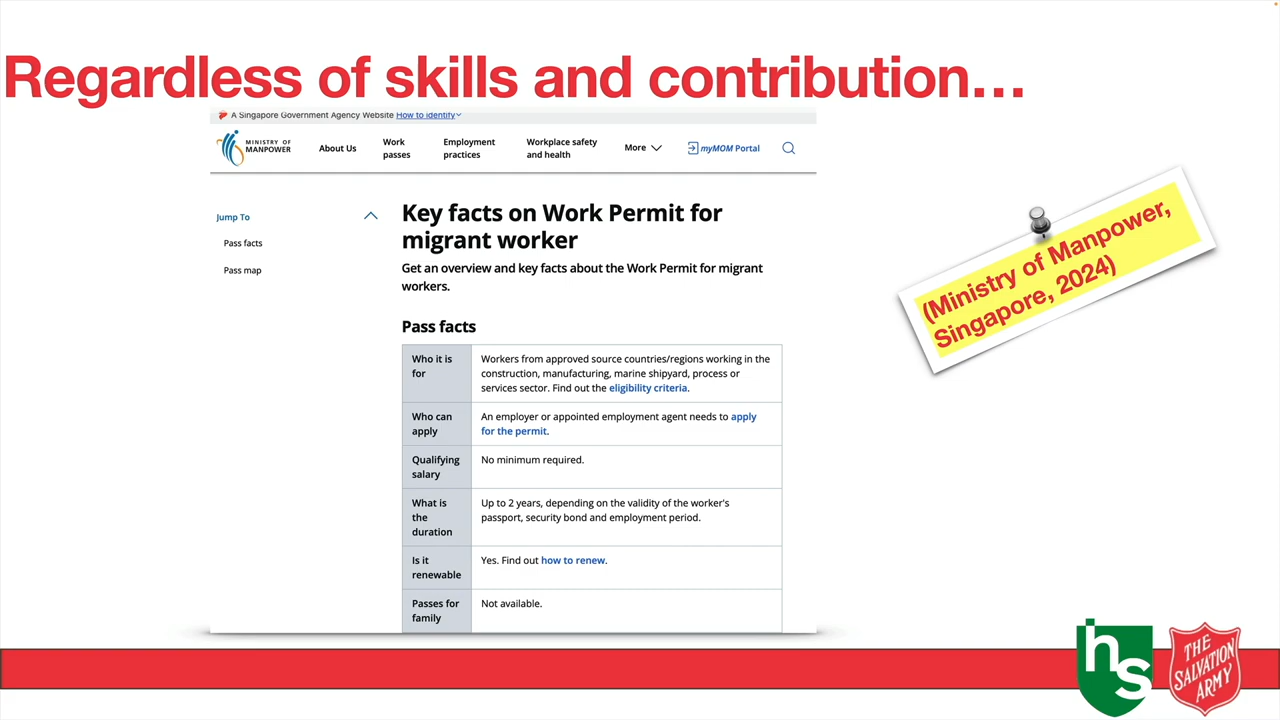 Regardless of skills and contribution…
A Singapore Government Agency Website How to identify
MINISTRY OF
MANPOWER
About Us
Work
passes
Employment
practices
Workplace safety
and health
More
myMOM Portal
Jump To
Pass facts
Pass map
Key facts on Work Permit for
migrant worker
Get an overview and key facts about the Work Permit for migrant
workers.
Pass facts
Who it is
for
Workers from approved source countries/regions working in the
construction, manufacturing, marine shipyard, process or
services sector. Find out the eligibility criteria.
Who can
apply
An employer or appointed employment agent needs to apply
for the permit.
Qualifying
salary
No minimum required.
What is
the
duration
Up to 2 years, depending on the validity of the worker's
passport, security bond and employment period.
Is it
renewable
Yes. Find out how to renew.
Passes for
family
Not available.
(Ministry of Manpower,
Singapore, 2024)
hs
THE
SALVATION
ARMY